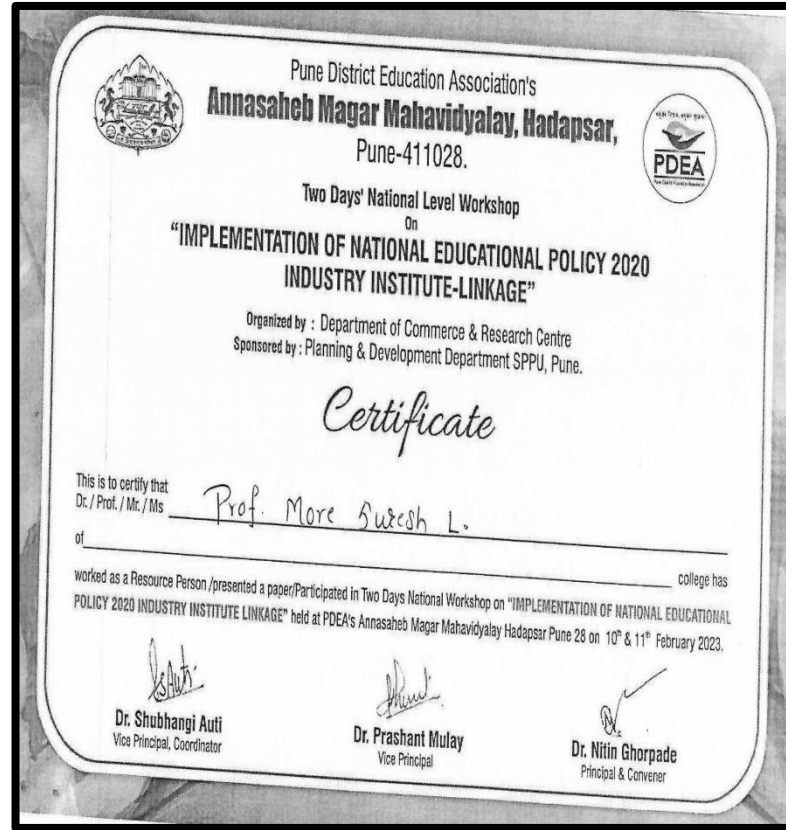 Pune District Education Association's
Annasaheb Magar Mahavidyalay, Hadapsar,
Pune-411028.
PDEA
Two Days' National Level Workshop
On
“IMPLEMENTATION OF NATIONAL EDUCATIONAL POLICY 2020
INDUSTRY INSTITUTE-LINKAGE”
Organized by : Department of Commerce & Research Centre
Sponsored by : Planning & Development Department SPPU, Pune.
Certificate
This is to certify that
Dr. / Prof. / Mr. / Ms Prof. More Suresh L.
of college has
worked as a Resource Person /presented a paper/Participated in Two Days National Workshop on “IMPLEMENTATION OF NATIONAL EDUCATIONAL
POLICY 2020 INDUSTRY INSTITUTE LINKAGE” held at PDEA's Annasaheb Magar Mahavidyalay Hadapsar Pune 28 on 10th & 11th February 2023.
Dr. Shubhangi Auti
Vice Principal, Coordinator
Dr. Prashant Mulay
Vice Principal
Dr. Nitin Ghorpade
Principal & Convener